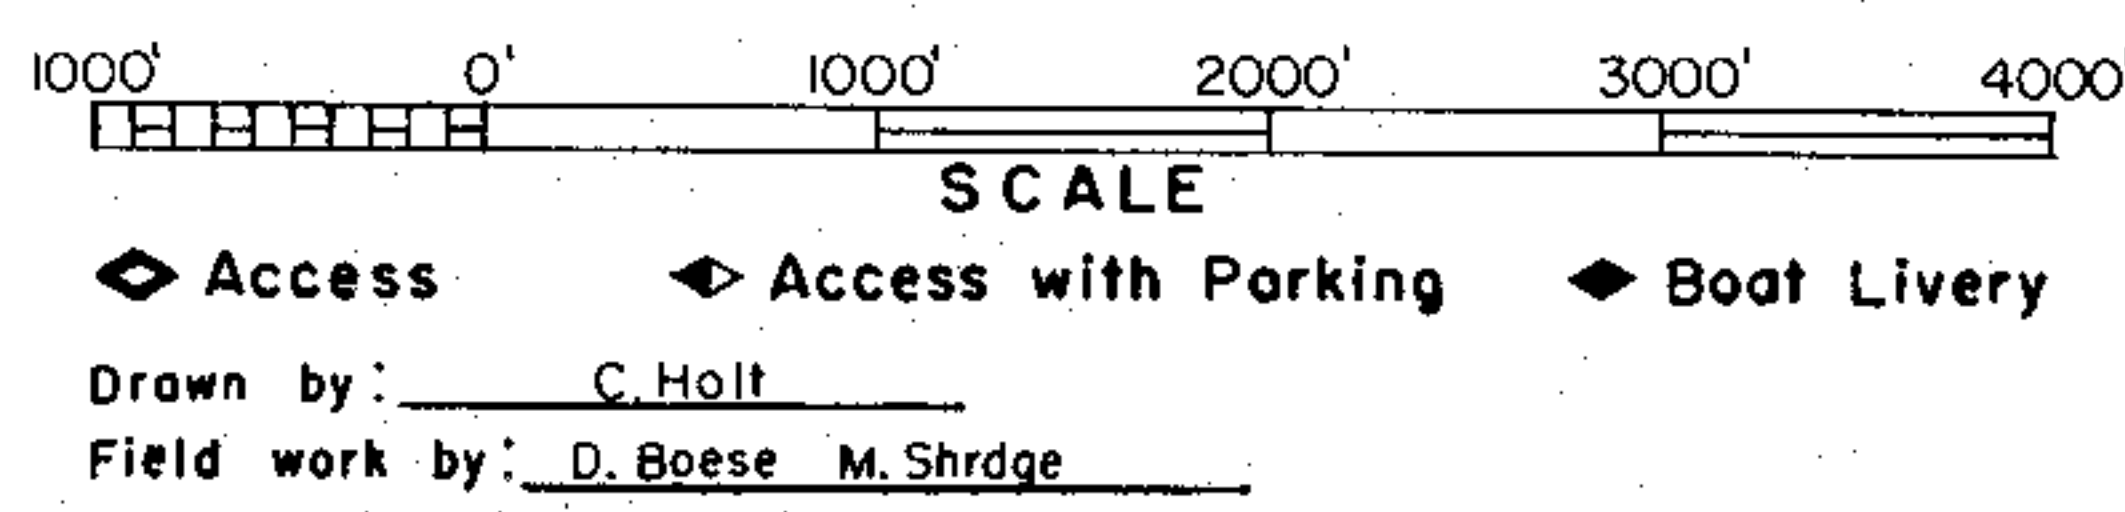 1000' 0' 1000' 2000' 3000' 4000'
SCALE
Access Access with Parking Boat Livery
Drawn by: C. Holt
Field work by: D. Boese M. Shrdge